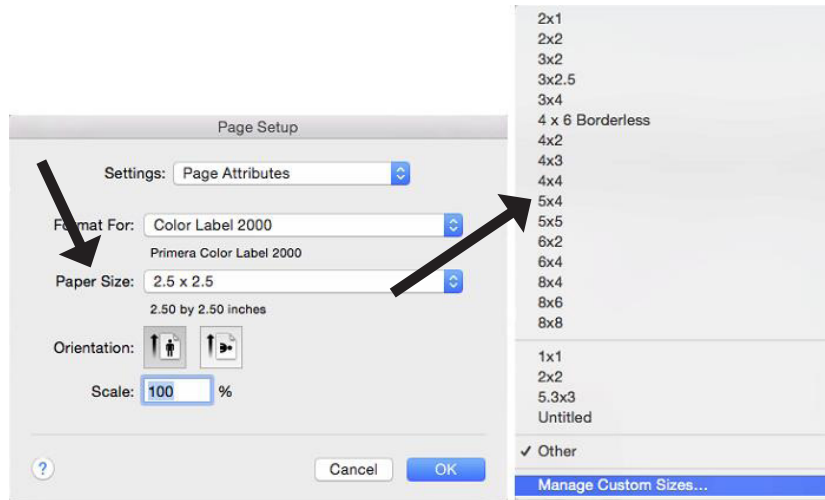 Page Setup
Settings: Page Attributes
Format For: Color Label 2000
Primera Color Label 2000
Paper Size: 2.5 x 2.5
2.50 by 2.50 inches
Orientation:
Scale: 100 %
?
Cancel OK
2x1
2x2
3x2
3x2.5
3x4
4 x 6 Borderless
4x2
4x3
4x4
5x4
5x5
6x2
6x4
8x4
8x6
8x8
1x1
2x2
5.3x3
Untitled
✓ Other
Manage Custom Sizes...